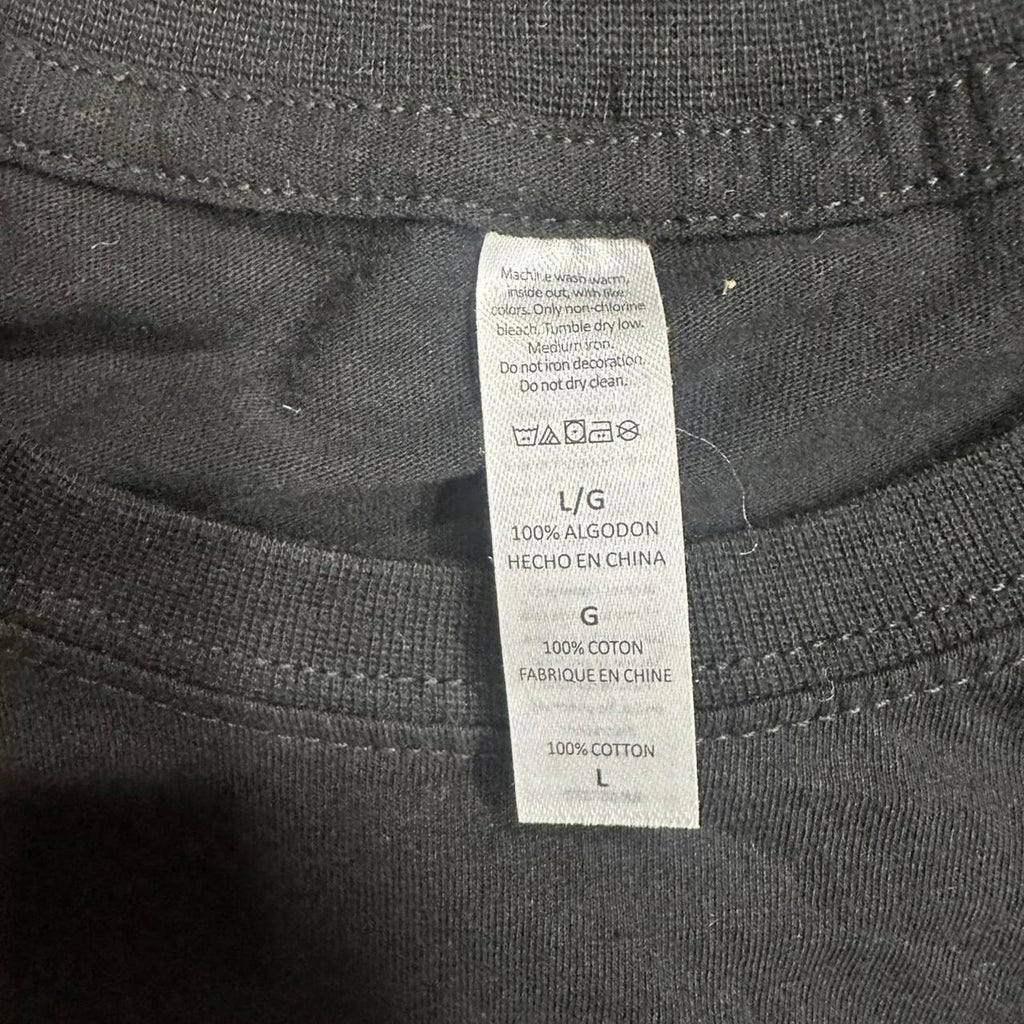 Machine wash warm,
inside out, with like
colors. Only non-chlorine
bleach. Tumble dry low.
Medium iron.
Do not iron decoration.
Do not dry clean.
L/G
100% ALGODON
HECHO EN CHINA
G
100% COTON
FABRIQUE EN CHINE
100% COTTON
L